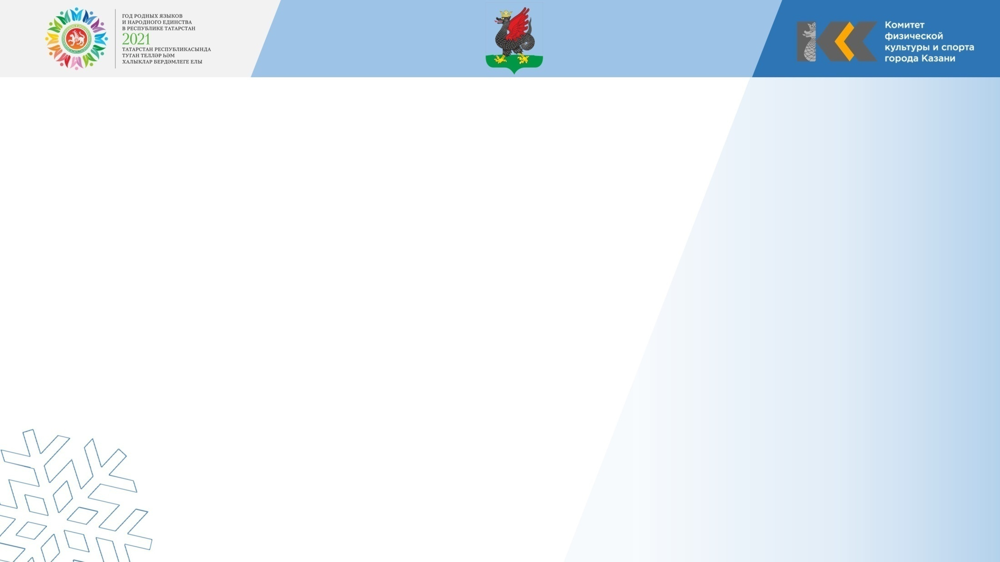 ГОД РОДНЫХ ЯЗЫКОВ
И НАРОДНОГО ЕДИНСТВА
В РЕСПУБЛИКЕ ТАТАРСТАН
2021
ТАТАРСТАН РЕСПУБЛИКАСЫНДА
ТУГАН ТЕЛЛӘР ҺӘМ
ХАЛЫКЛАР БЕРДӘМЛЕГЕ ЕЛЫ
Комитет
физической
культуры и спорта
города Казани